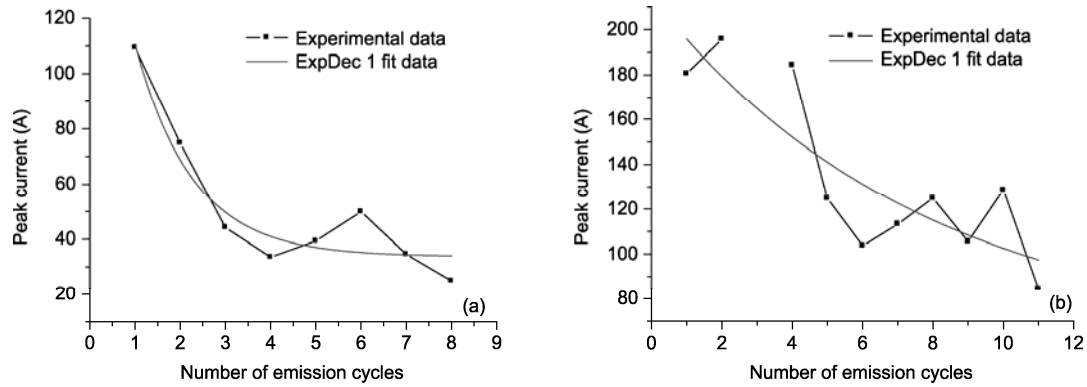 120
100
80
60
40
20
0 1 2 3 4 5 6 7 8 9
Peak current (A)
Number of emission cycles
Experimental data
ExpDec 1 fit data
(a)
200
180
160
140
120
100
80
0 2 4 6 8 10 12
Peak current (A)
Number of emission cycles
Experimental data
ExpDec 1 fit data
(b)